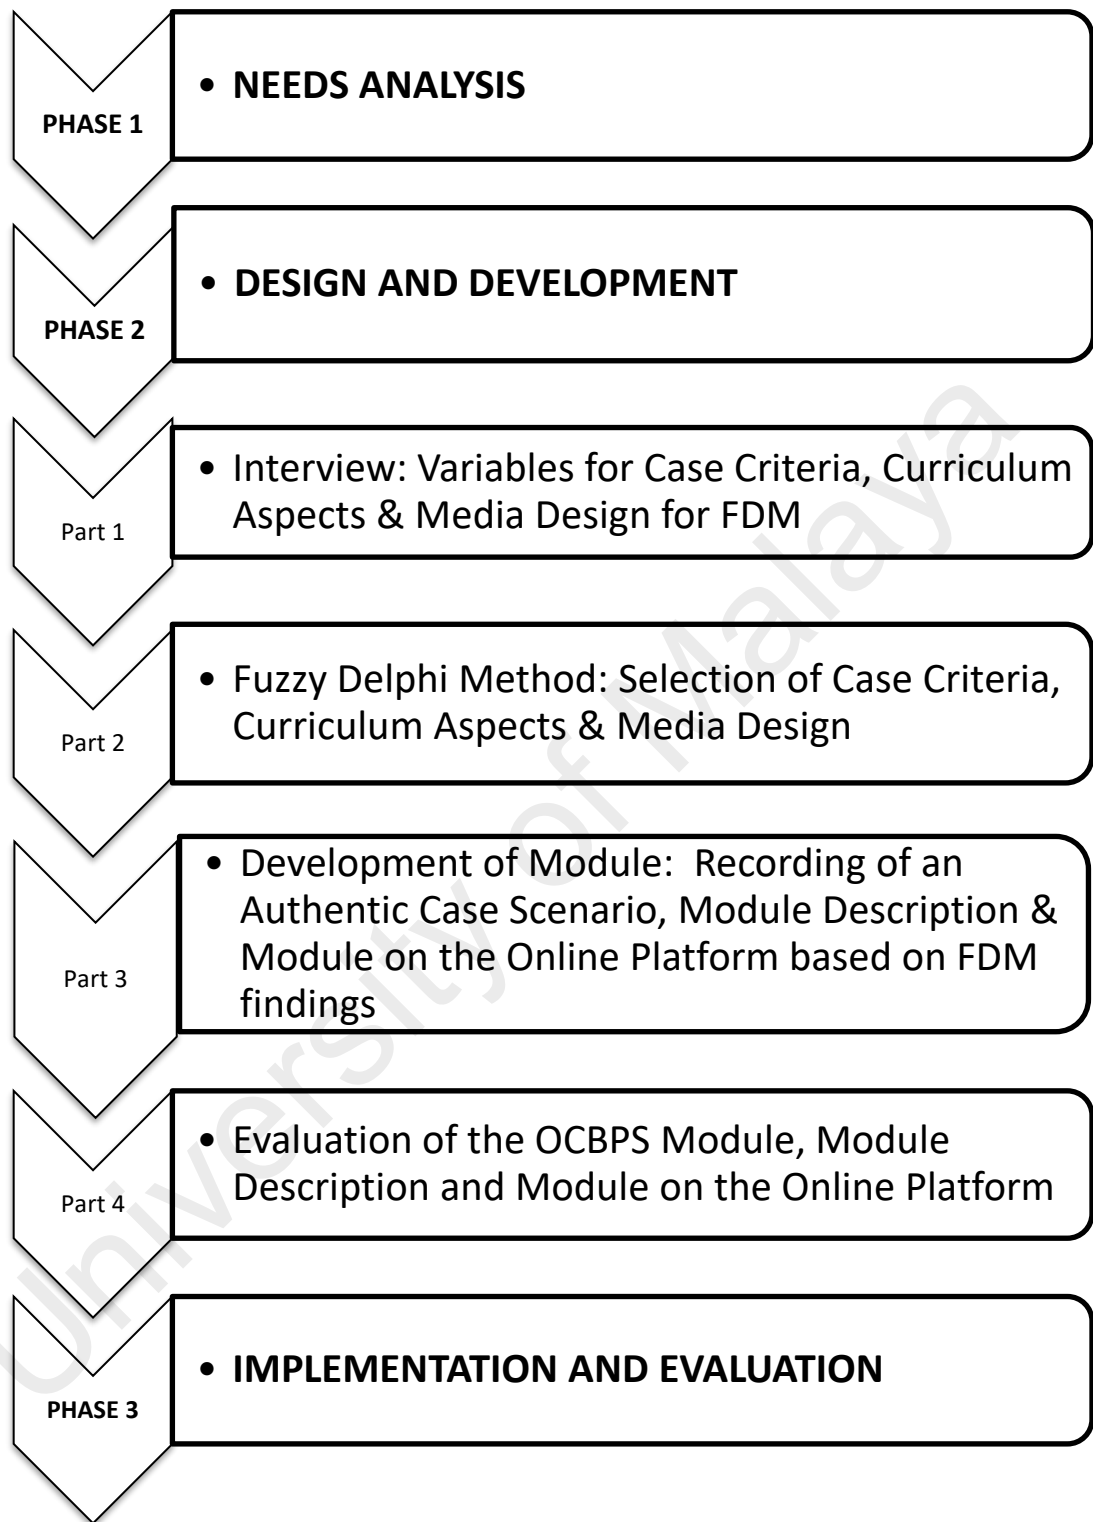 PHASE 1
• NEEDS ANALYSIS
PHASE 2
• DESIGN AND DEVELOPMENT
Part 1
• Interview: Variables for Case Criteria, Curriculum
Aspects & Media Design for FDM
Part 2
• Fuzzy Delphi Method: Selection of Case Criteria,
Curriculum Aspects & Media Design
Part 3
• Development of Module: Recording of an
Authentic Case Scenario, Module Description &
Module on the Online Platform based on FDM
findings
Part 4
• Evaluation of the OCBPS Module, Module
Description and Module on the Online Platform
PHASE 3
• IMPLEMENTATION AND EVALUATION
University of Malaya